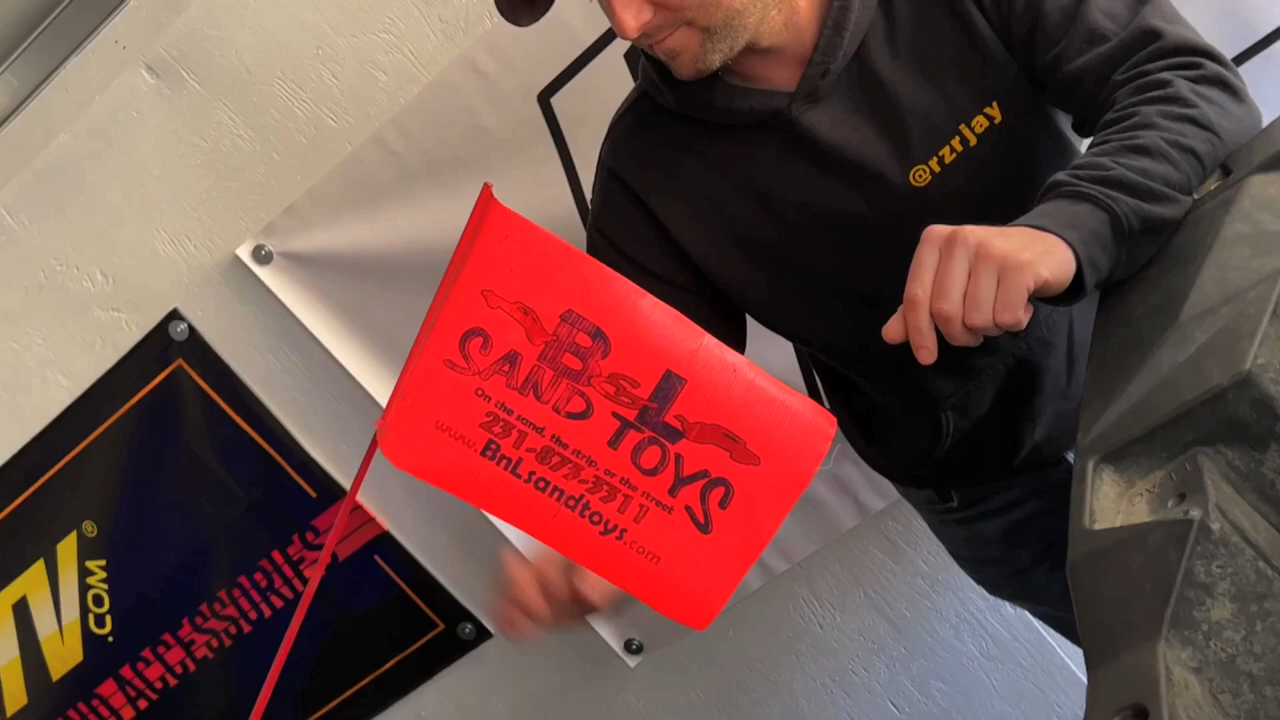 @rzrjay
B&L
SAND TOYS
On the sand, the strip, or the street
231-873-3311
www.BnLsandtoys.com
TV®
.COM
ACCESSORIES